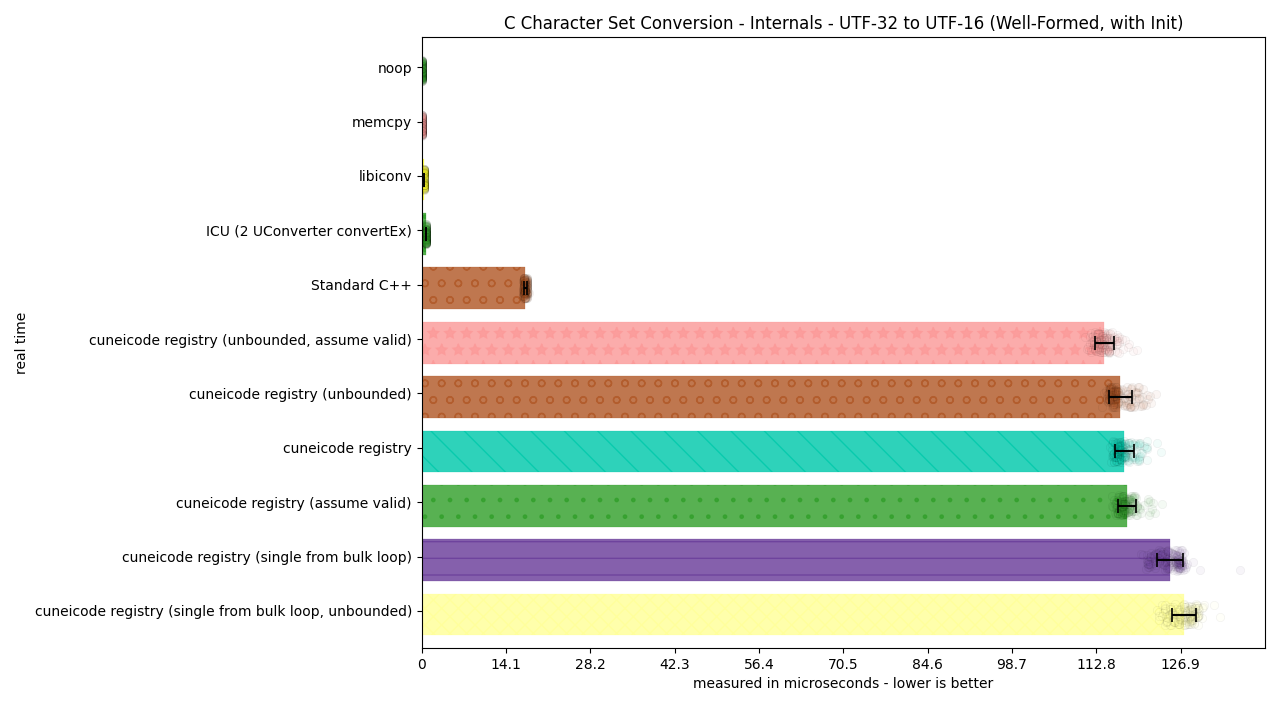 C Character Set Conversion - Internals - UTF-32 to UTF-16 (Well-Formed, with Init)
real time
noop
memcpy
libiconv
ICU (2 UConverter convertEx)
Standard C++
cuneicode registry (unbounded, assume valid)
cuneicode registry (unbounded)
cuneicode registry
cuneicode registry (assume valid)
cuneicode registry (single from bulk loop)
cuneicode registry (single from bulk loop, unbounded)
0 14.1 28.2 42.3 56.4 70.5 84.6 98.7 112.8 126.9
measured in microseconds - lower is better